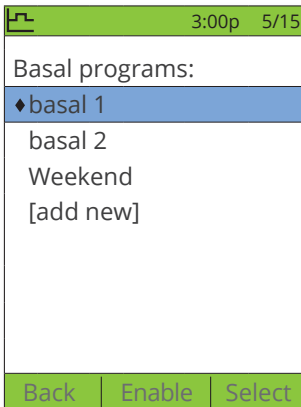 3:00p 5/15
Basal programs:
♦basal 1
basal 2
Weekend
[add new]
Back Enable Select